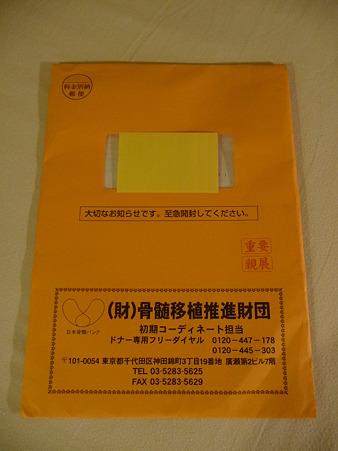 料金別納
郵便
大切なお知らせです。至急開封してください。
重要
親展
(財)骨髄移植推進財団
日本骨髄バンク
初期コーディネート担当
ドナー専用フリーダイヤル 0120-447-178
0120-445-303
〒101-0054 東京都千代田区神田錦町3丁目19番地 廣瀬第2ビル7階
TEL 03-5283-5625
FAX 03-5283-5629